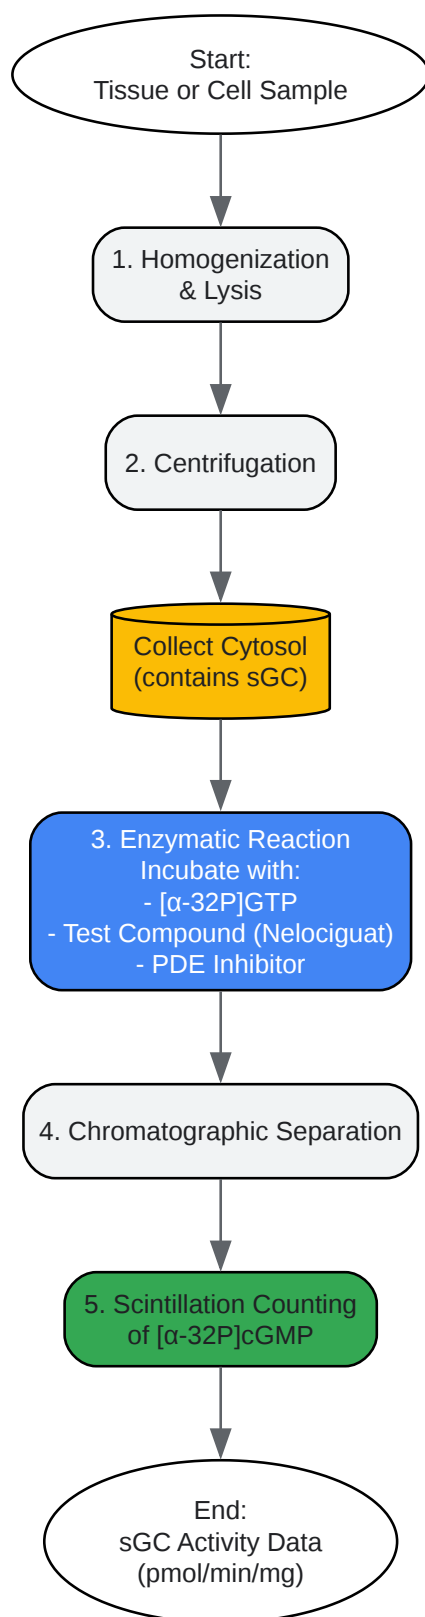 Start:
Tissue or Cell Sample
1. Homogenization
& Lysis
2. Centrifugation
Collect Cytosol
(contains sGC)
3. Enzymatic Reaction
Incubate with:
- [α-32P]GTP
- Test Compound (Nelociguat)
- PDE Inhibitor
4. Chromatographic Separation
5. Scintillation Counting
of [α-32P]cGMP
End:
sGC Activity Data
(pmol/min/mg)